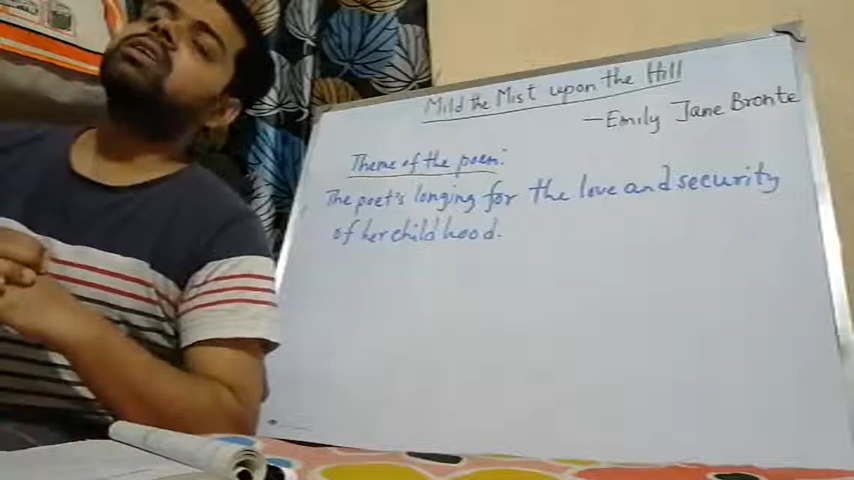 Mild the Mist upon the Hill
— Emily Jane Bronte
Theme of the poem:
The poet's longing for the love and security
of her childhood.